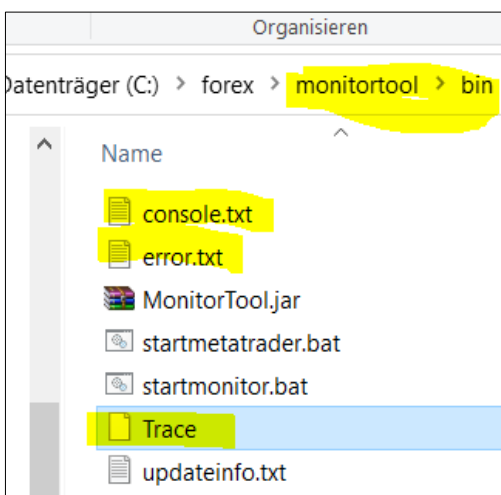 Organisieren
Datenträger (C:) > forex > monitortool > bin
Name
console.txt
error.txt
MonitorTool.jar
startmetatrader.bat
startmonitor.bat
Trace
updateinfo.txt